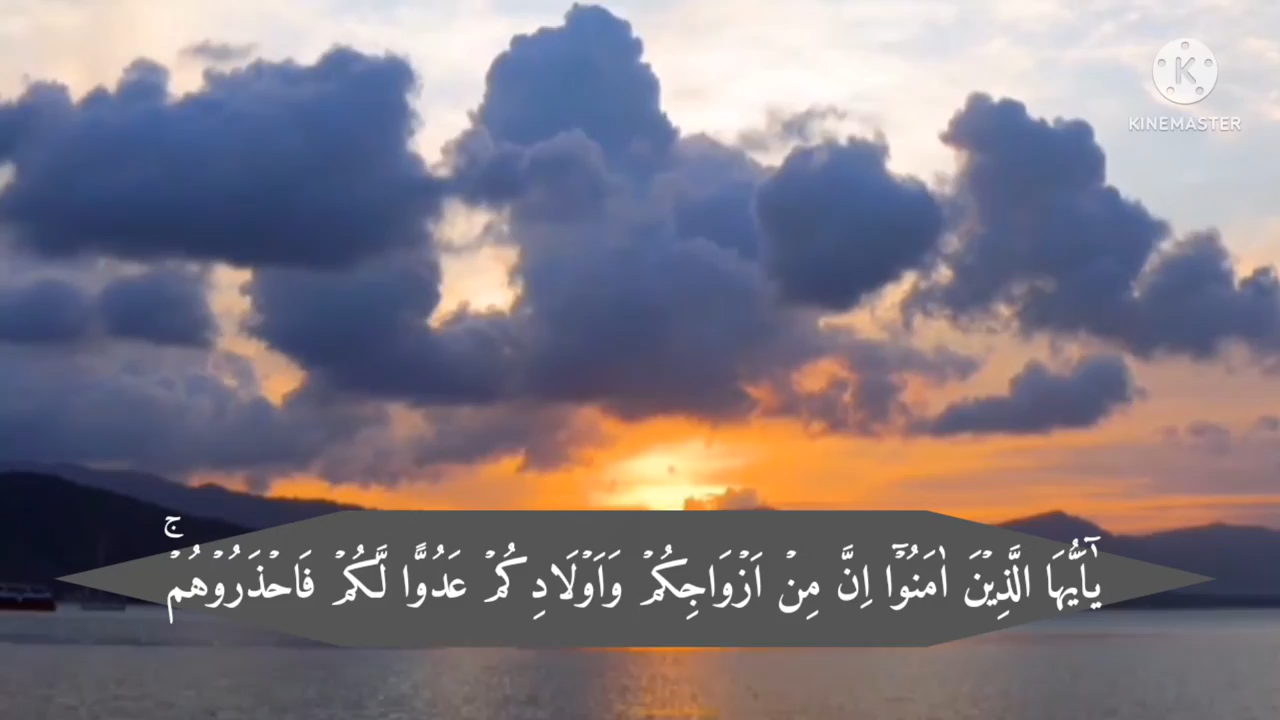 KINEMASTER
يٰٓاَيُّهَا الَّذِيْنَ اٰمَنُوْٓا اِنَّ مِنْ اَزْوَاجِكُمْ وَاَوْلَادِكُمْ عَدُوًّا لَّكُمْ فَاحْذَرُوْهُمْۚ